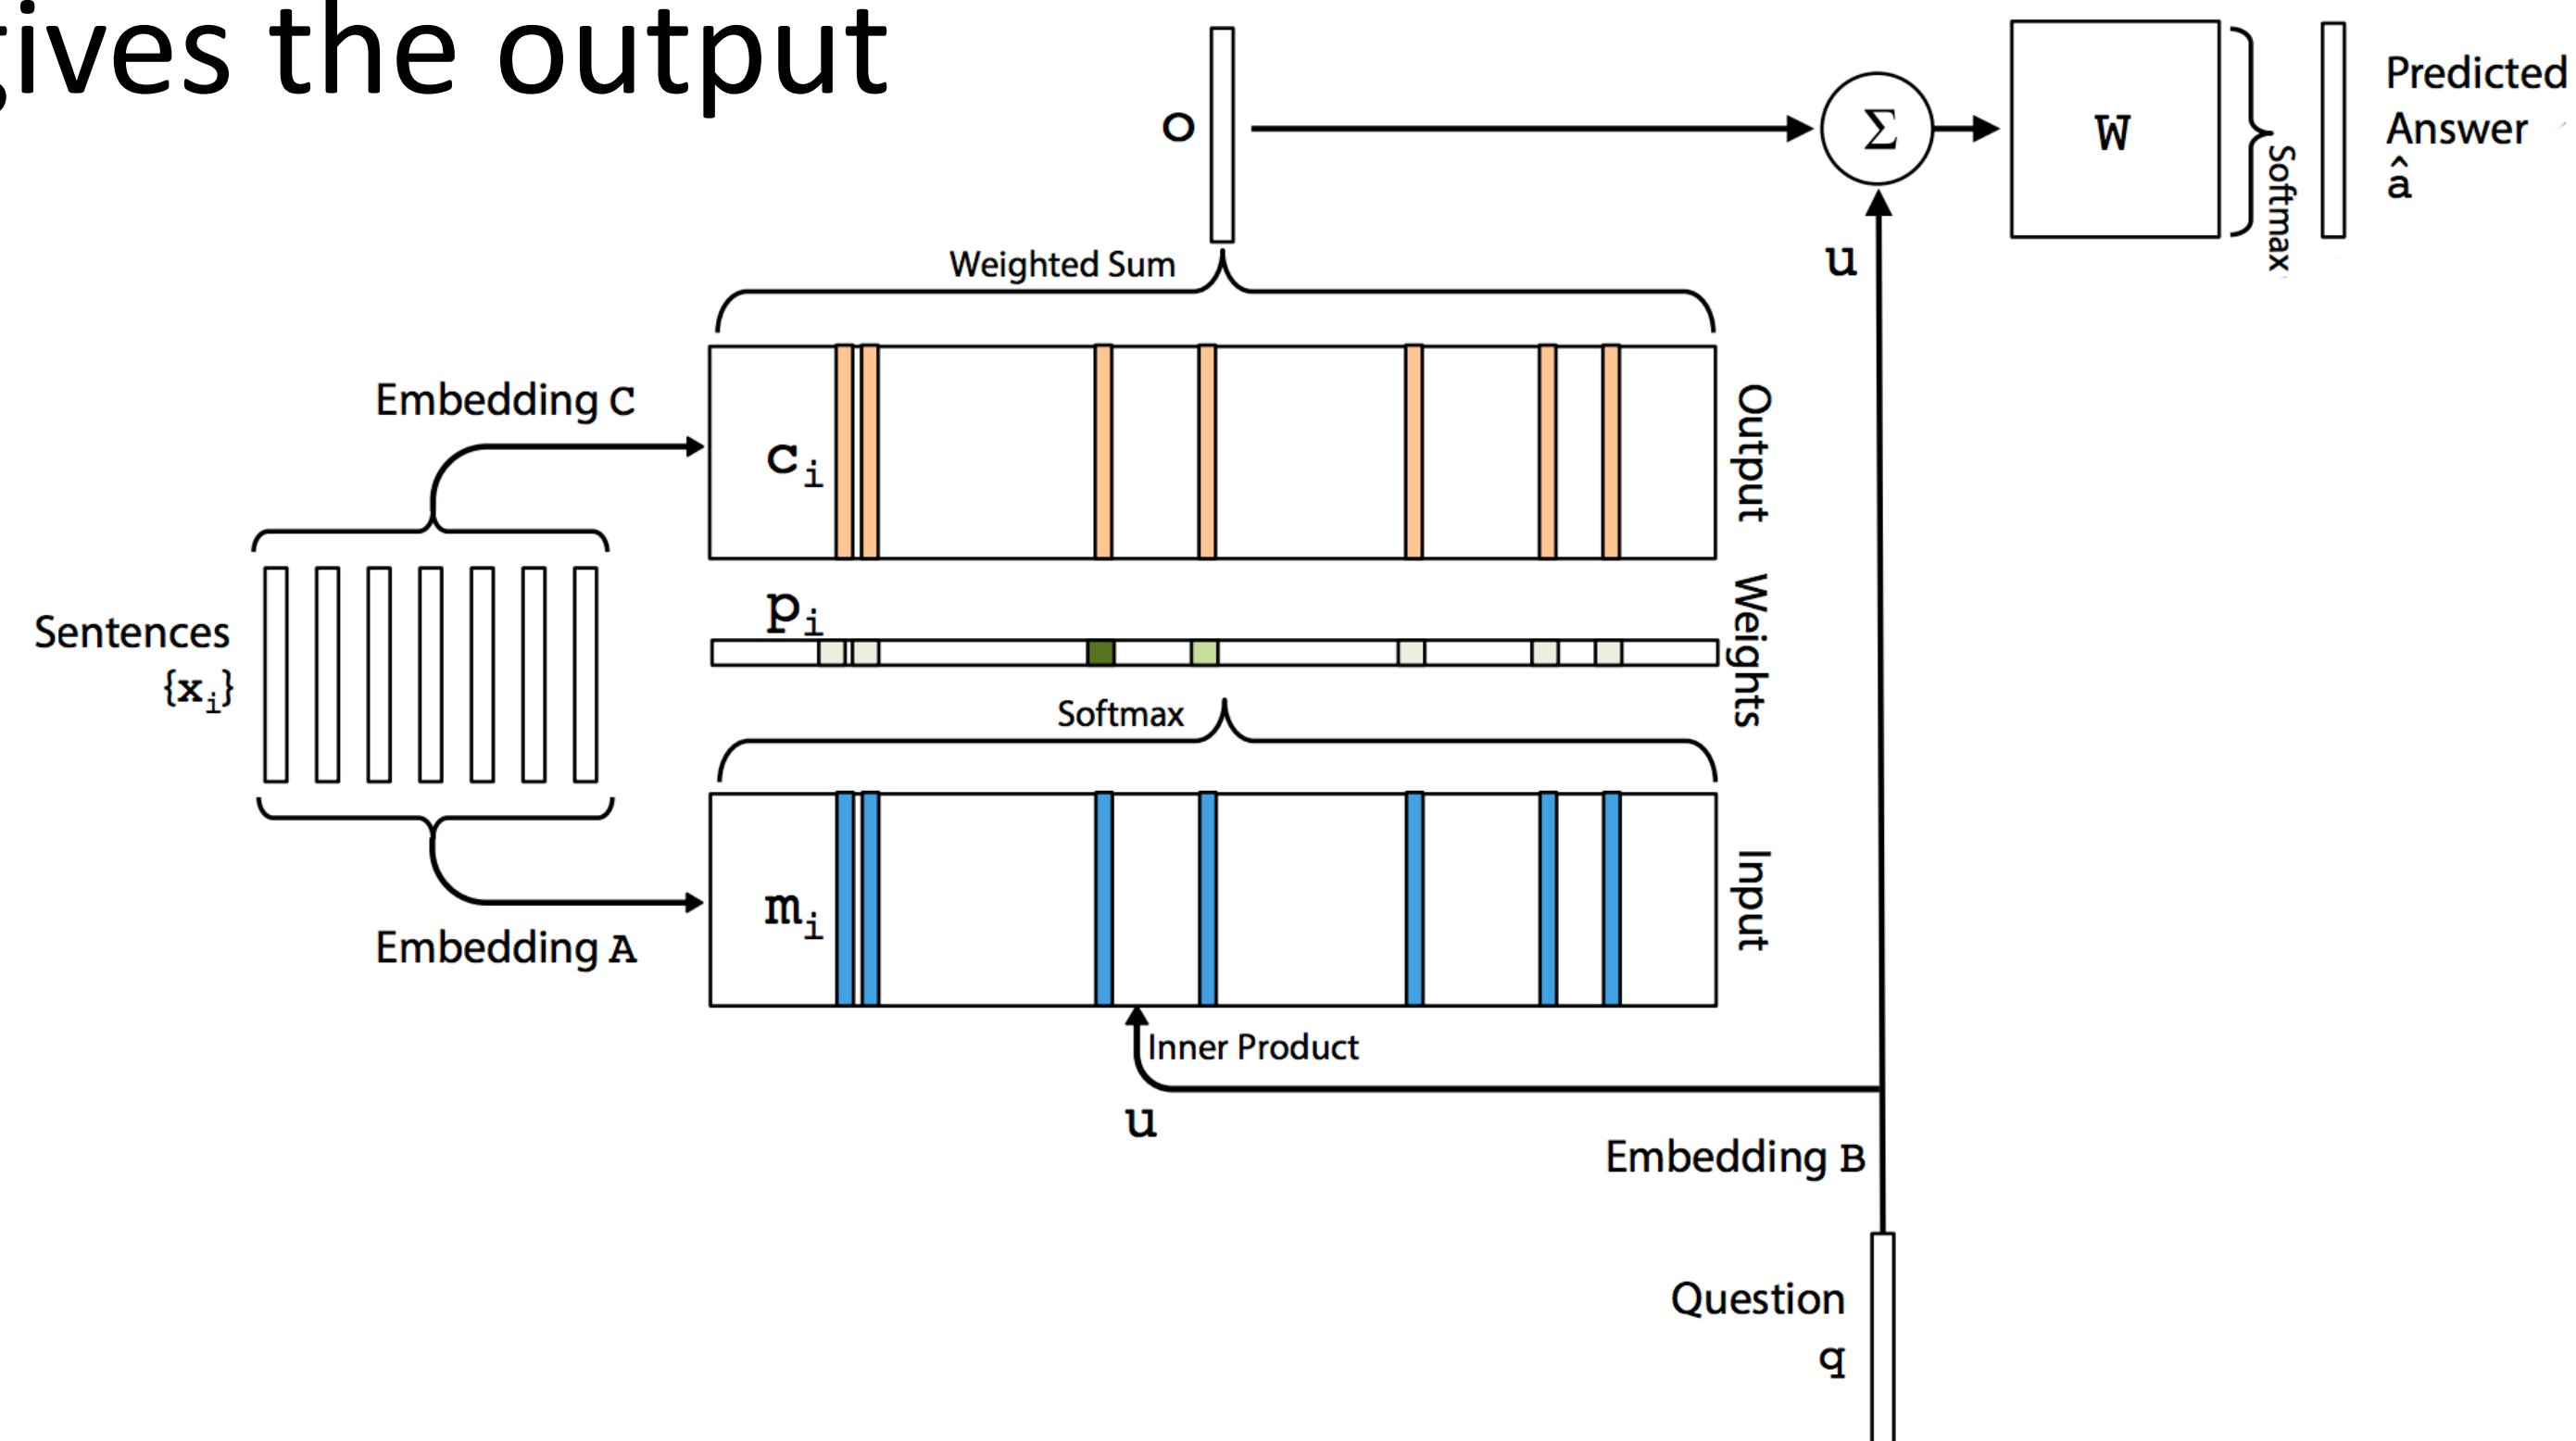 gives the output
o
Σ
W
Softmax
Predicted
Answer
â
u
Weighted Sum
Embedding C
c_i
Output
p_i
Weights
Sentences
{x_i}
Softmax
m_i
Input
Embedding A
Inner Product
u
Embedding B
Question
q